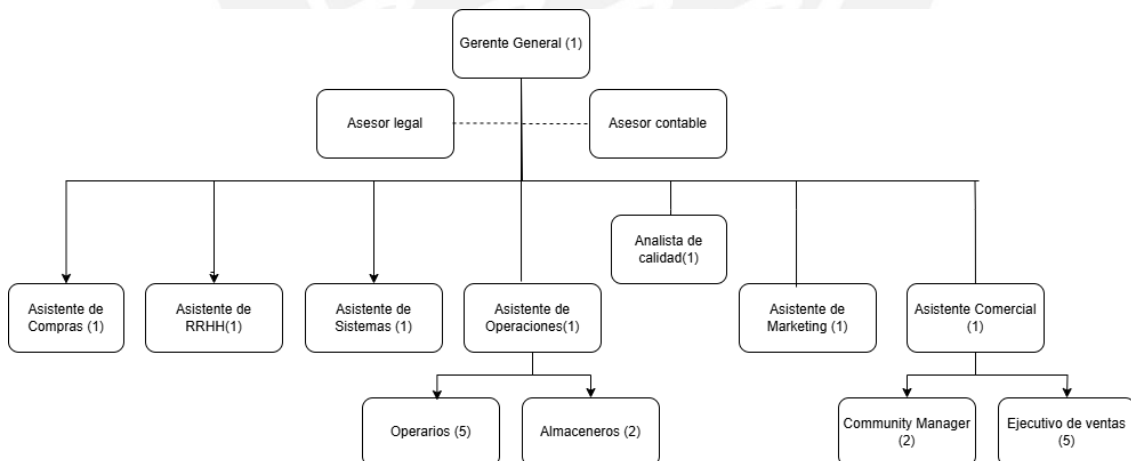 Gerente General (1)
Asesor legal
Asesor contable
Analista de
calidad(1)
Asistente de
Compras (1)
Asistente de
RRHH(1)
Asistente de
Sistemas (1)
Asistente de
Operaciones(1)
Asistente de
Marketing (1)
Asistente Comercial
(1)
Operarios (5)
Almaceneros (2)
Community Manager
(2)
Ejecutivo de ventas
(5)